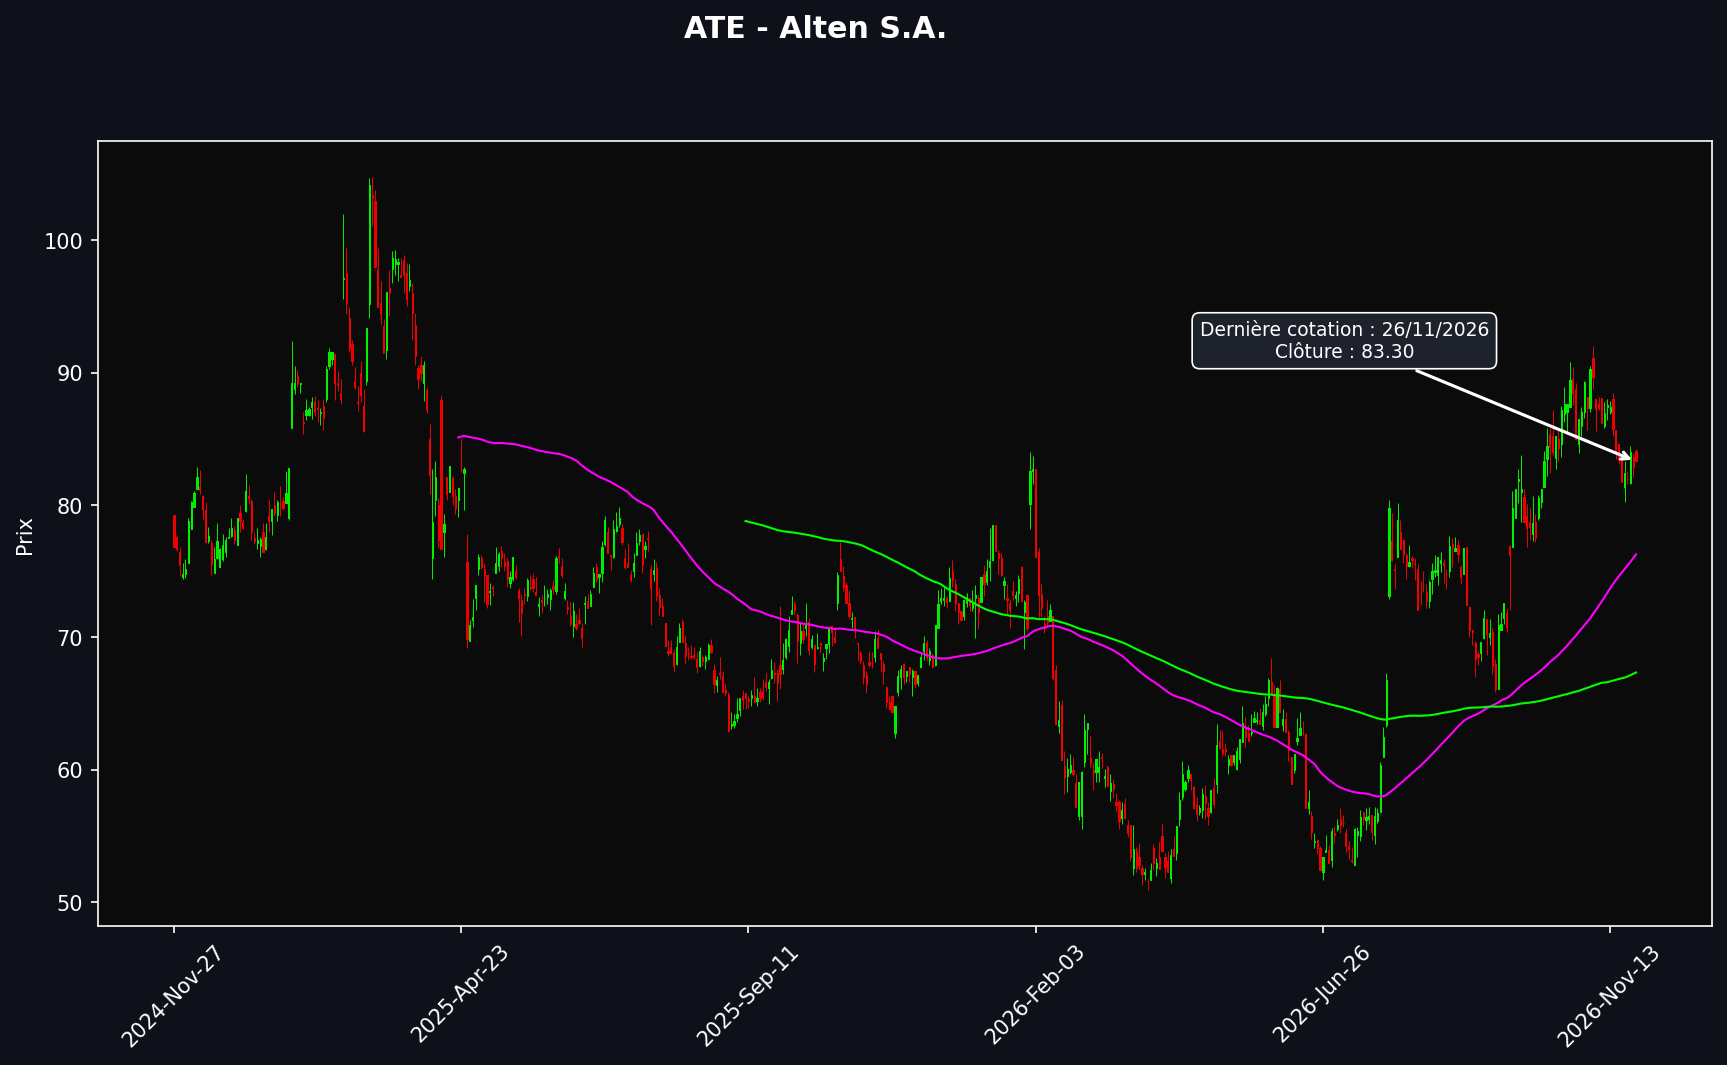 ATE - Alten S.A.
Prix
100
90
80
70
60
50
Dernière cotation : 26/11/2026
Clôture : 83.30
2024-Nov-27
2025-Apr-23
2025-Sep-11
2026-Feb-03
2026-Jun-26
2026-Nov-13